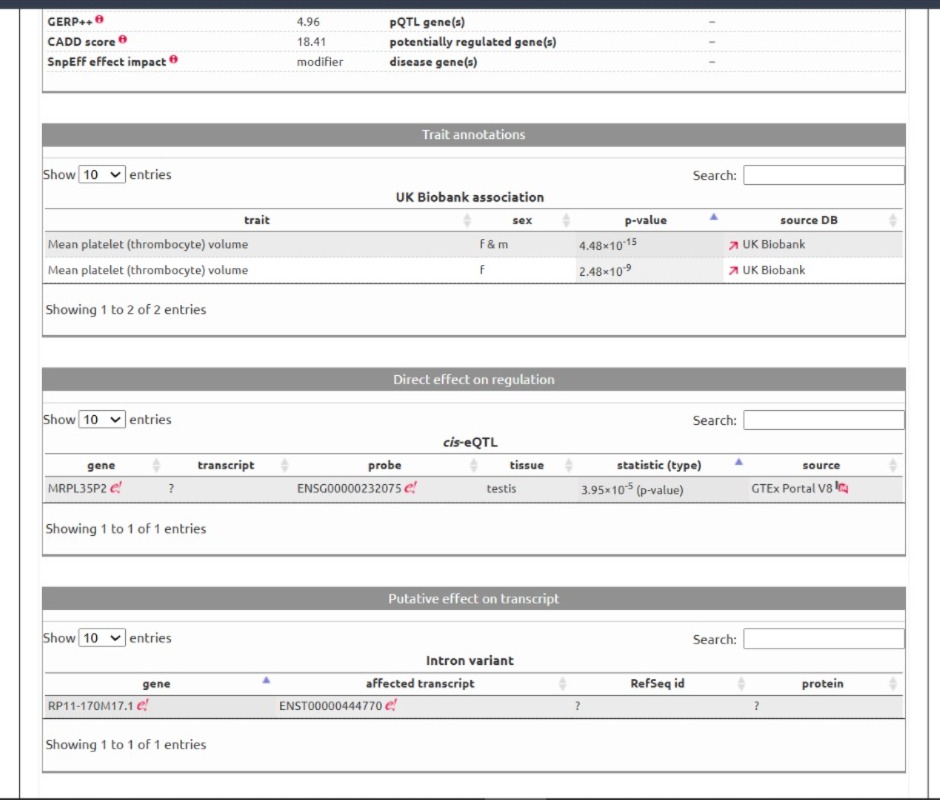 GERP++ 4.96 pQTL gene(s) –
CADD score 18.41 potentially regulated gene(s) –
SnpEff effect impact modifier disease gene(s) –
Trait annotations
Show 10 entries Search:
UK Biobank association
trait sex p-value source DB
Mean platelet (thrombocyte) volume f & m 4.48×10⁻¹⁵ UK Biobank
Mean platelet (thrombocyte) volume f 2.48×10⁻⁹ UK Biobank
Showing 1 to 2 of 2 entries
Direct effect on regulation
Show 10 entries Search:
cis-eQTL
gene transcript probe tissue statistic (type) source
MRPL35P2 ? ENSG00000232075 testis 3.95×10⁻⁵ (p-value) GTEx Portal V8
Showing 1 to 1 of 1 entries
Putative effect on transcript
Show 10 entries Search:
Intron variant
gene affected transcript RefSeq id protein
RP11-170M17.1 ENST00000444770 ? ?
Showing 1 to 1 of 1 entries